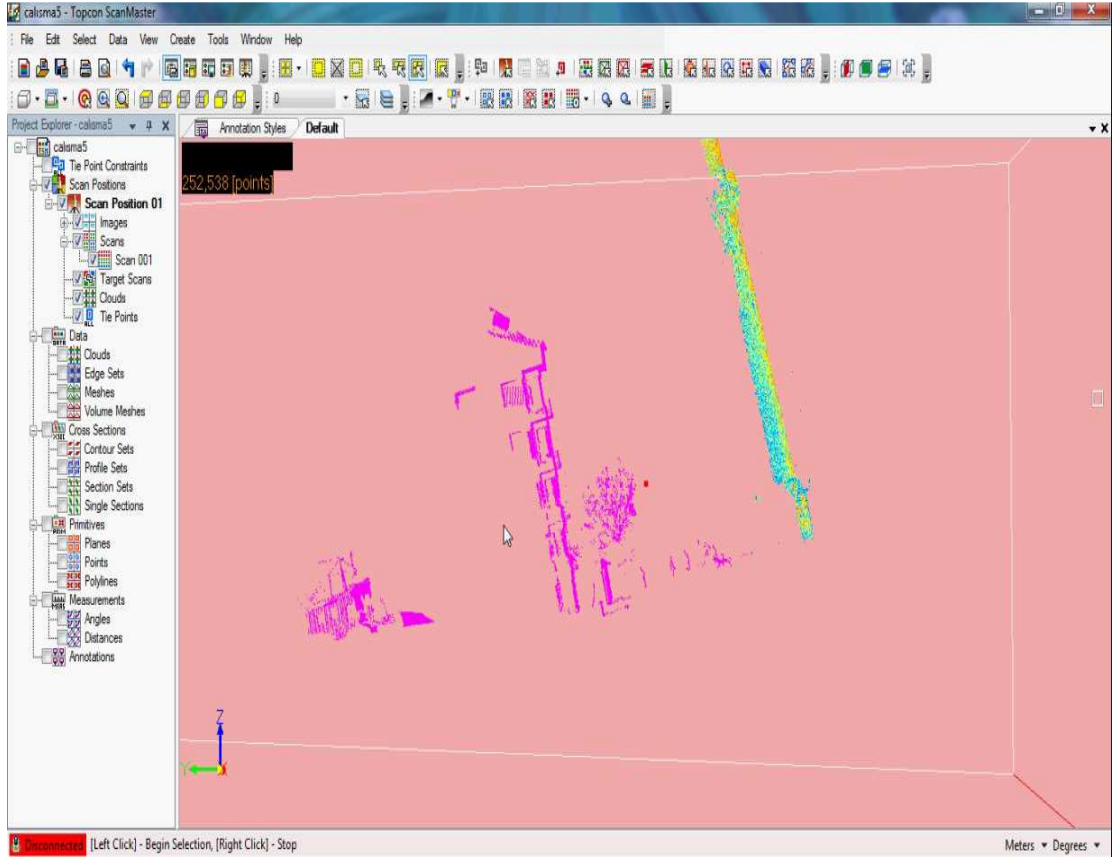 calisma5 - Topcon ScanMaster
File Edit Select Data View Create Tools Window Help
0
Project Explorer - calisma5
Annotation Styles Default
calisma5
Tie Point Constraints
Scan Positions
Scan Position 01
Images
Scans
Scan 001
Target Scans
Clouds
Tie Points
Data
Clouds
Edge Sets
Meshes
Volume Meshes
Cross Sections
Contour Sets
Profile Sets
Section Sets
Single Sections
Primitives
Planes
Points
Polylines
Measurements
Angles
Distances
Annotations
252,538 [points]
Z
Y
X
Disconnected [Left Click] - Begin Selection, [Right Click] - Stop
Meters Degrees